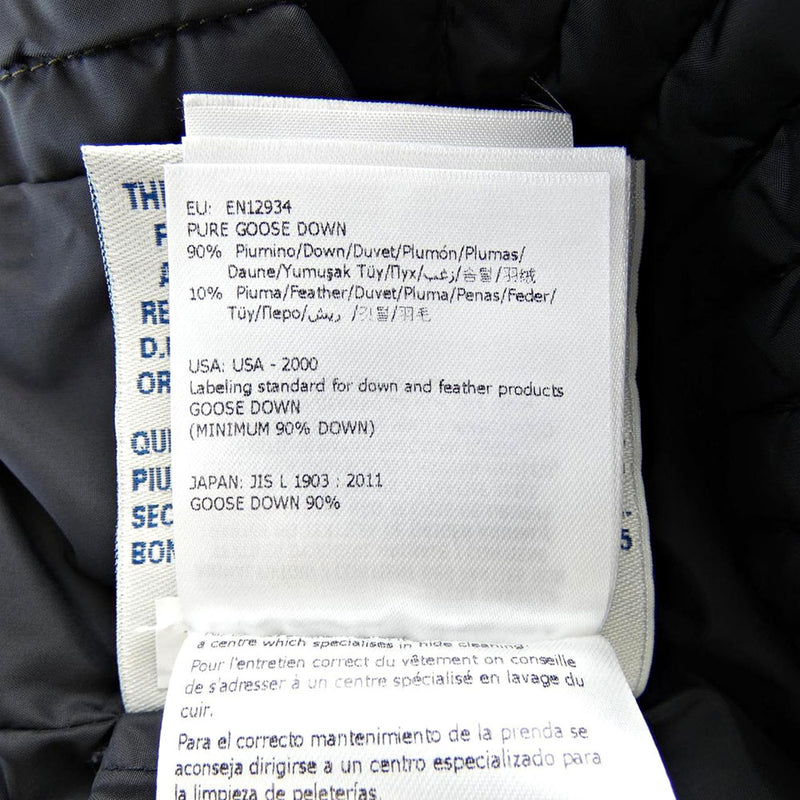 EU: EN12934
PURE GOOSE DOWN
90% Piumino/Down/Duvet/Plumón/Plumas/
Daune/Yumuşak Tüy/Пух/زغب/솜털/羽绒
10% Piuma/Feather/Duvet/Pluma/Penas/Feder/
Tüy/Перо/ريش /깃털/羽毛
USA: USA - 2000
Labeling standard for down and feather products
GOOSE DOWN
(MINIMUM 90% DOWN)
JAPAN: JIS L 1903 : 2011
GOOSE DOWN 90%
a centre which specialises in hide cleaning.
Pour l'entretien correct du vêtement on conseille
de s'adresser à un centre spécialisé en lavage du
cuir.
Para el correcto mantenimiento de la prenda se
aconseja dirigirse a un centro especializado para
la limpieza de peleterías.
RE
D.
OR
QU
PIU
SEC
BON
5